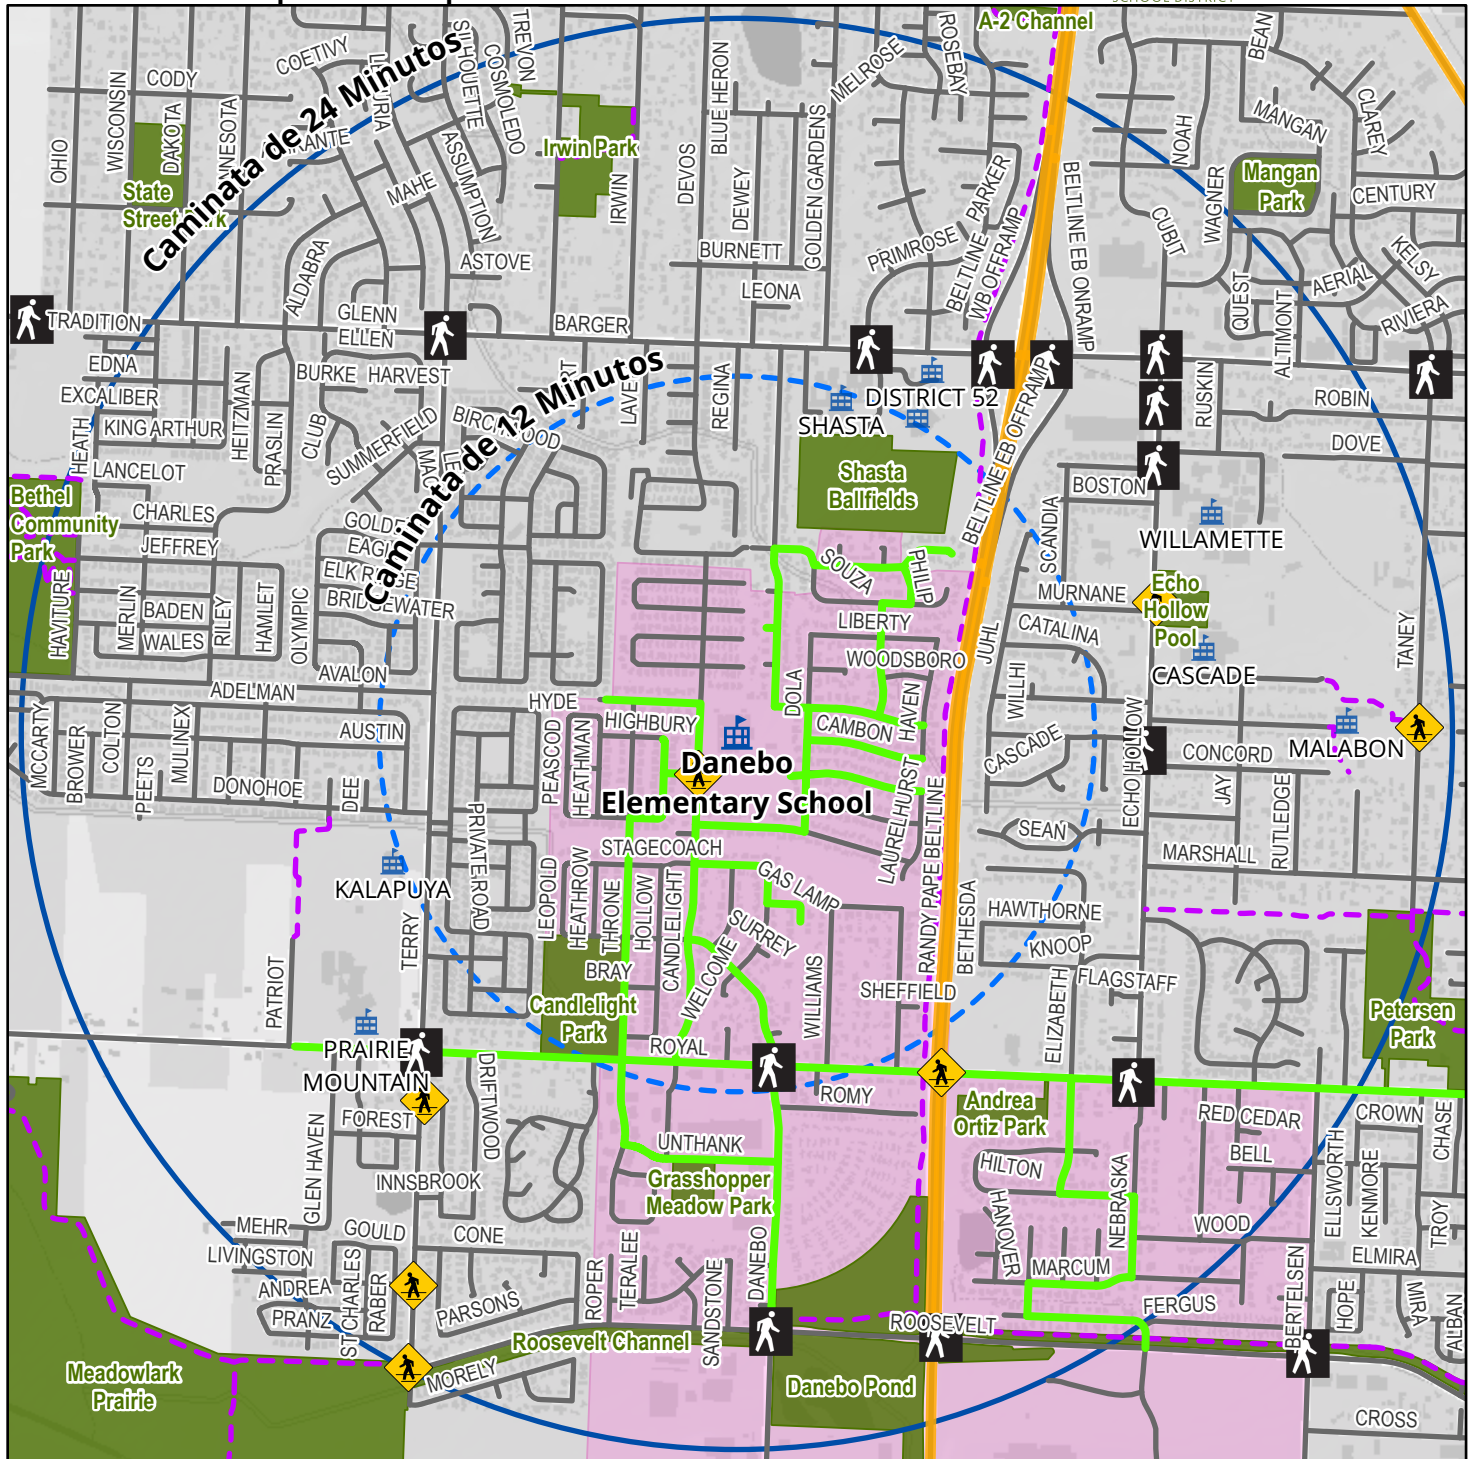 A-2 Channel
TREVON
SILHOUETTE
COSMOLEDO
COETIVY
ROSEBAY
BEAN
MELROSE
CODY
Caminata de 24 Minutos
WISCONSIN
DAKOTA
OHIO
BLUE HERON
MANGAN
CLAREY
NOAH
ASSUMPTION
Irwin Park
IRWIN
DEVOS
DEWEY
GOLDEN GARDENS
PARKER
BELTLINE EB ONRAMP
Mangan
Park
CENTURY
State
MAHE
WAGNER
CUBIT
KELSY
ASTOVE
BURNETT
PRIMROSE
BELTLINE
WB OFFRAMP
LEONA
ALDABRA
AERIAL
RIVIERA
QUEST
ALTIMONT
TRADITION
GLENN
ELLEN
BARGER
EDNA
BURKE
HARVEST
EXCALIBER
KING ARTHUR
HEITZMAN
PRASLIN
CLUB
SUMMERFIELD
Caminata de 12 Minutos
REGINA
DISTRICT 52
SHASTA
RUSKIN
ROBIN
DOVE
HEATH
LANCELOT
Shasta
Ballfields
BELTLINE EB OFFRAMP
BOSTON
Bethel
Community
Park
CHARLES
JEFFREY
SCANDIA
WILLAMETTE
HAVITURE
MERLIN
BADEN
WALES
RILEY
HAMLET
OLYMPIC
SOUZA
PHILIP
LIBERTY
WOODSBORO
MURNANE
CATALINA
Echo
Hollow
Pool
CASCADE
TANEY
JUHL
AVALON
ADELMAN
AUSTIN
HYDE
HIGHBURY
DOLA
CAMBON
HAVEN
WILLHI
MCCARTY
BROWER
COLTON
PEETS
MULINEX
DONOHOE
DEE
PEASCOD
HEATHMAN
Danebo
Elementary School
CASCADE
ECHO HOLLOW
CONCORD
MALABON
JAY
RUTLEDGE
LAURELHURST
RANDY PAPE BELTLINE
SEAN
MARSHALL
PRIVATE ROAD
STAGECOACH
KALAPUYA
LEOPOLD
HEATHROW
THRONE
HOLLOW
CANDLELIGHT
GAS LAMP
SURREY
WELCOME
BETHESDA
HAWTHORNE
KNOOP
FLAGSTAFF
TERRY
PATRIOT
BRAY
Candlelight
Park
WILLIAMS
SHEFFIELD
ELIZABETH
Petersen
Park
PRAIRIE
MOUNTAIN
ROYAL
ROMY
DRIFTWOOD
FOREST
GLEN HAVEN
Andrea
Ortiz Park
RED CEDAR
CROWN
CHASE
BELL
UNTHANK
HILTON
NEBRASKA
ELLSWORTH
KENMORE
INNSBROOK
Grasshopper
Meadow Park
HANOVER
WOOD
TROY
MEHR
GOULD
CONE
LIVINGSTON
ANDREA
PRANZ
ST CHARLES
RABER
PARSONS
ROPER
TERALEE
SANDSTONE
DANEBO
MARCUM
FERGUS
BERTELSEN
ELMIRA
HOPE
MIRA
ALBAN
ROOSEVELT
Roosevelt Channel
Meadowlark
Prairie
MORELY
Danebo Pond
CROSS